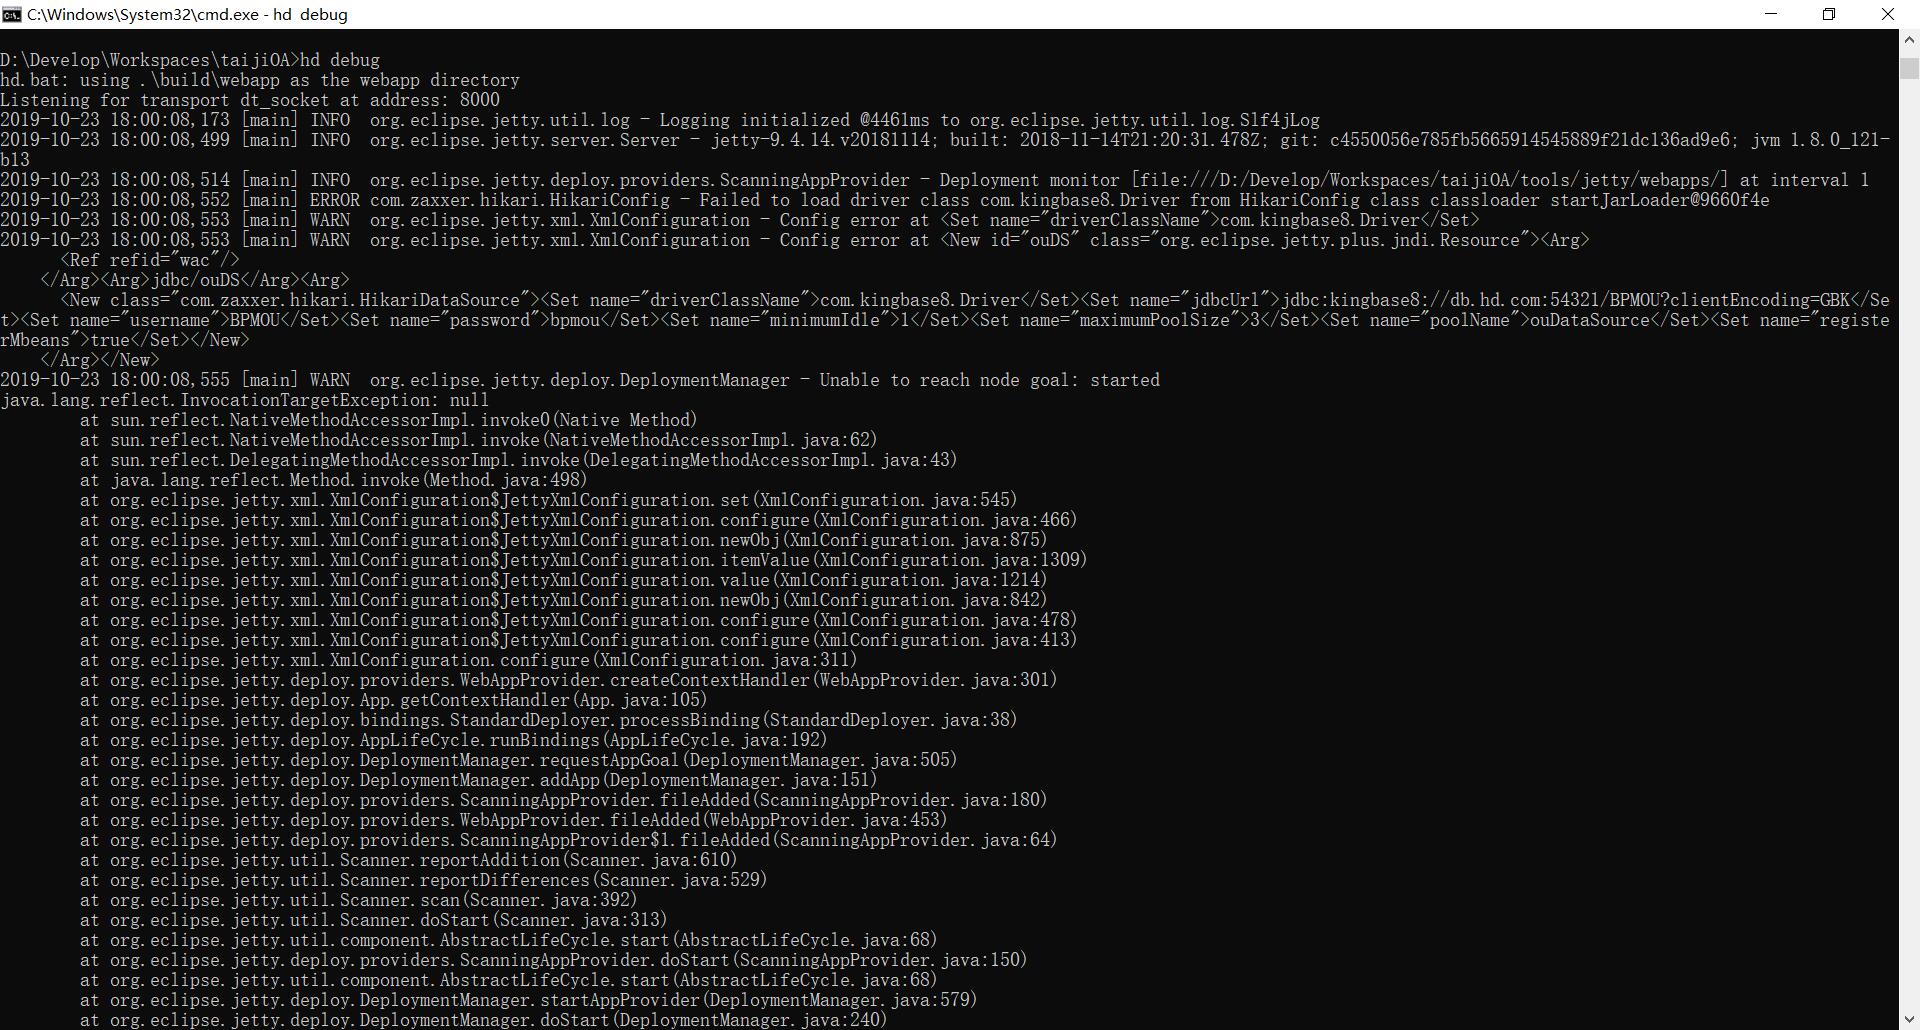 C:\Windows\System32\cmd.exe - hd  debug
D:\Develop\Workspaces\taijiOA>hd debug
hd.bat: using .\build\webapp as the webapp directory
Listening for transport dt_socket at address: 8000
2019-10-23 18:00:08,173 [main] INFO  org.eclipse.jetty.util.log - Logging initialized @4461ms to org.eclipse.jetty.util.log.Slf4jLog
2019-10-23 18:00:08,499 [main] INFO  org.eclipse.jetty.server.Server - jetty-9.4.14.v20181114; built: 2018-11-14T21:20:31.478Z; git: c4550056e785fb5665914545889f21dc136ad9e6; jvm 1.8.0_121-
b13
2019-10-23 18:00:08,514 [main] INFO  org.eclipse.jetty.deploy.providers.ScanningAppProvider - Deployment monitor [file:///D:/Develop/Workspaces/taijiOA/tools/jetty/webapps/] at interval 1
2019-10-23 18:00:08,552 [main] ERROR com.zaxxer.hikari.HikariConfig - Failed to load driver class com.kingbase8.Driver from HikariConfig class classloader startJarLoader@9660f4e
2019-10-23 18:00:08,553 [main] WARN  org.eclipse.jetty.xml.XmlConfiguration - Config error at <Set name="driverClassName">com.kingbase8.Driver</Set>
2019-10-23 18:00:08,553 [main] WARN  org.eclipse.jetty.xml.XmlConfiguration - Config error at <New id="ouDS" class="org.eclipse.jetty.plus.jndi.Resource"><Arg>
      <Ref refid="wac"/>
    </Arg><Arg>jdbc/ouDS</Arg><Arg>
      <New class="com.zaxxer.hikari.HikariDataSource"><Set name="driverClassName">com.kingbase8.Driver</Set><Set name="jdbcUrl">jdbc:kingbase8://db.hd.com:54321/BPMOU?clientEncoding=GBK</Se
t><Set name="username">BPMOU</Set><Set name="password">bpmou</Set><Set name="minimumIdle">1</Set><Set name="maximumPoolSize">3</Set><Set name="poolName">ouDataSource</Set><Set name="registe
rMbeans">true</Set></New>
    </Arg></New>
2019-10-23 18:00:08,555 [main] WARN  org.eclipse.jetty.deploy.DeploymentManager - Unable to reach node goal: started
java.lang.reflect.InvocationTargetException: null
        at sun.reflect.NativeMethodAccessorImpl.invoke0(Native Method)
        at sun.reflect.NativeMethodAccessorImpl.invoke(NativeMethodAccessorImpl.java:62)
        at sun.reflect.DelegatingMethodAccessorImpl.invoke(DelegatingMethodAccessorImpl.java:43)
        at java.lang.reflect.Method.invoke(Method.java:498)
        at org.eclipse.jetty.xml.XmlConfiguration$JettyXmlConfiguration.set(XmlConfiguration.java:545)
        at org.eclipse.jetty.xml.XmlConfiguration$JettyXmlConfiguration.configure(XmlConfiguration.java:466)
        at org.eclipse.jetty.xml.XmlConfiguration$JettyXmlConfiguration.newObj(XmlConfiguration.java:875)
        at org.eclipse.jetty.xml.XmlConfiguration$JettyXmlConfiguration.itemValue(XmlConfiguration.java:1309)
        at org.eclipse.jetty.xml.XmlConfiguration$JettyXmlConfiguration.value(XmlConfiguration.java:1214)
        at org.eclipse.jetty.xml.XmlConfiguration$JettyXmlConfiguration.newObj(XmlConfiguration.java:842)
        at org.eclipse.jetty.xml.XmlConfiguration$JettyXmlConfiguration.configure(XmlConfiguration.java:478)
        at org.eclipse.jetty.xml.XmlConfiguration$JettyXmlConfiguration.configure(XmlConfiguration.java:413)
        at org.eclipse.jetty.xml.XmlConfiguration.configure(XmlConfiguration.java:311)
        at org.eclipse.jetty.deploy.providers.WebAppProvider.createContextHandler(WebAppProvider.java:301)
        at org.eclipse.jetty.deploy.App.getContextHandler(App.java:105)
        at org.eclipse.jetty.deploy.bindings.StandardDeployer.processBinding(StandardDeployer.java:38)
        at org.eclipse.jetty.deploy.AppLifeCycle.runBindings(AppLifeCycle.java:192)
        at org.eclipse.jetty.deploy.DeploymentManager.requestAppGoal(DeploymentManager.java:505)
        at org.eclipse.jetty.deploy.DeploymentManager.addApp(DeploymentManager.java:151)
        at org.eclipse.jetty.deploy.providers.ScanningAppProvider.fileAdded(ScanningAppProvider.java:180)
        at org.eclipse.jetty.deploy.providers.WebAppProvider.fileAdded(WebAppProvider.java:453)
        at org.eclipse.jetty.deploy.providers.ScanningAppProvider$1.fileAdded(ScanningAppProvider.java:64)
        at org.eclipse.jetty.util.Scanner.reportAddition(Scanner.java:610)
        at org.eclipse.jetty.util.Scanner.reportDifferences(Scanner.java:529)
        at org.eclipse.jetty.util.Scanner.scan(Scanner.java:392)
        at org.eclipse.jetty.util.Scanner.doStart(Scanner.java:313)
        at org.eclipse.jetty.util.component.AbstractLifeCycle.start(AbstractLifeCycle.java:68)
        at org.eclipse.jetty.deploy.providers.ScanningAppProvider.doStart(ScanningAppProvider.java:150)
        at org.eclipse.jetty.util.component.AbstractLifeCycle.start(AbstractLifeCycle.java:68)
        at org.eclipse.jetty.deploy.DeploymentManager.startAppProvider(DeploymentManager.java:579)
        at org.eclipse.jetty.deploy.DeploymentManager.doStart(DeploymentManager.java:240)